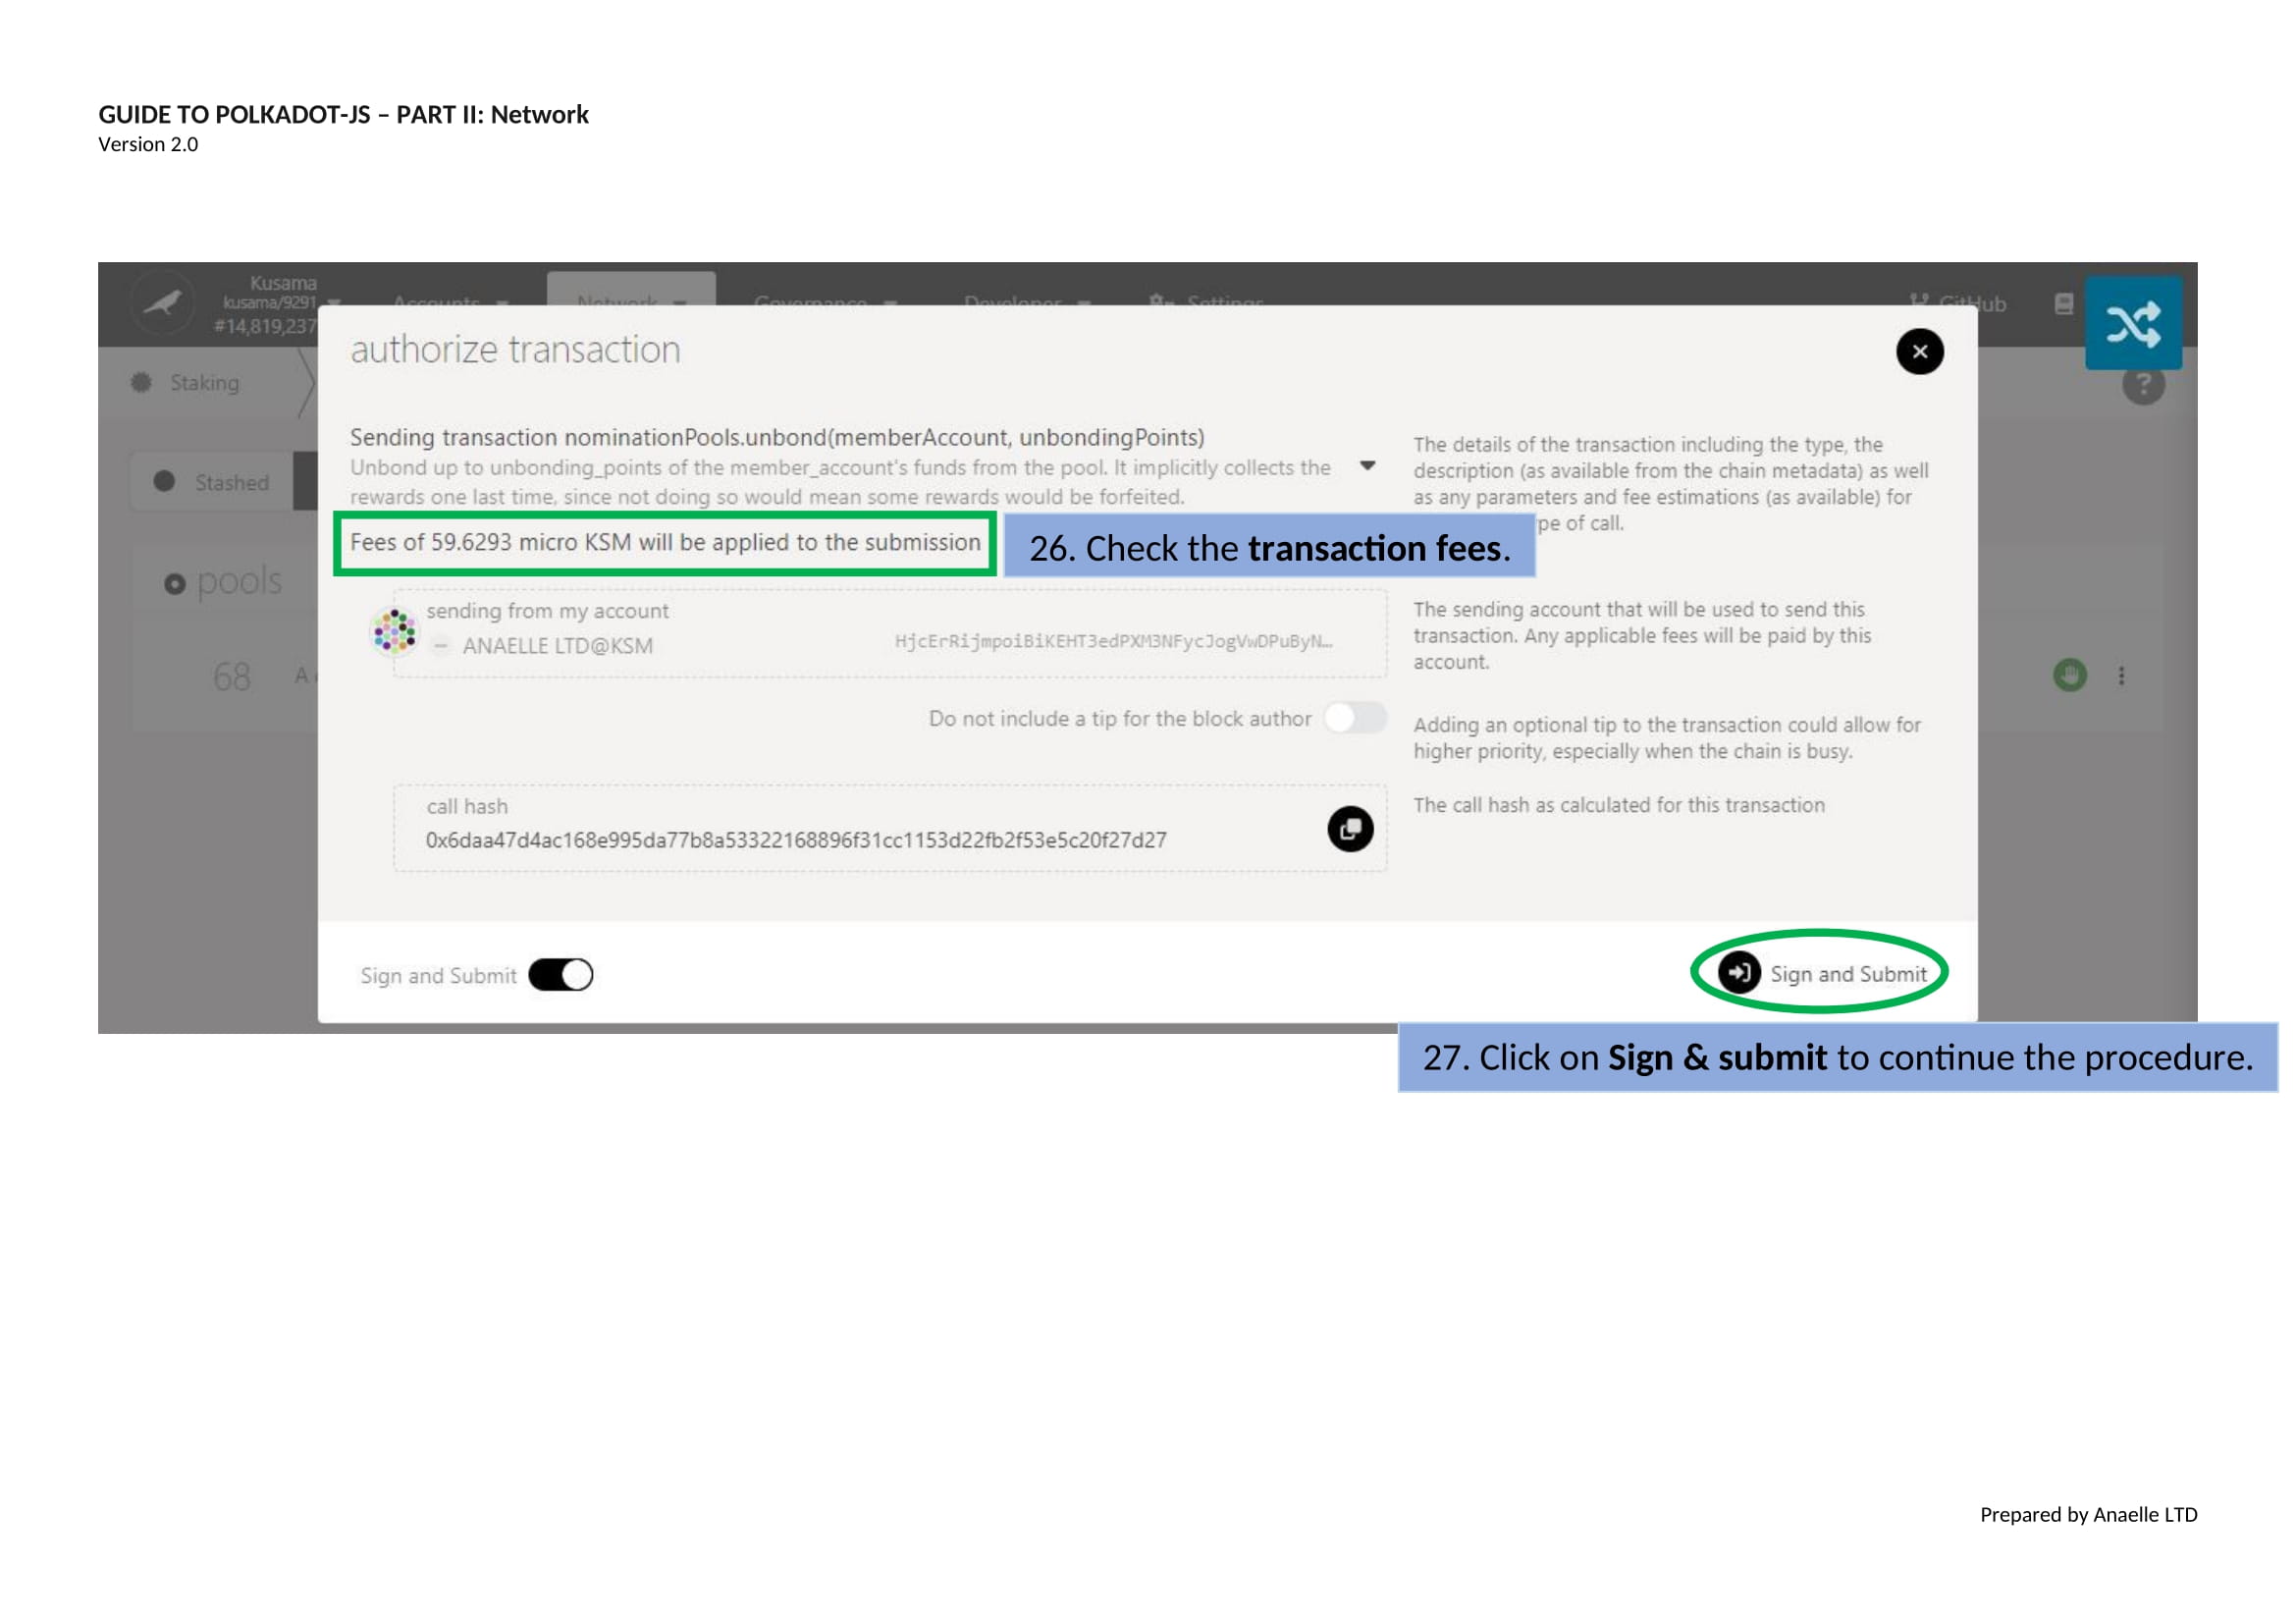 GUIDE TO POLKADOT-JS – PART II: Network
Version 2.0
Kusama
kusama/9291
#14,819,237
Accounts
Network
Governance
Developer
Settings
GitHub
Staking
?
Stashed
pools
68
A
authorize transaction
Sending transaction nominationPools.unbond(memberAccount, unbondingPoints)
Unbond up to unbonding_points of the member_account's funds from the pool. It implicitly collects the
rewards one last time, since not doing so would mean some rewards would be forfeited.
Fees of 59.6293 micro KSM will be applied to the submission
26. Check the transaction fees.
The details of the transaction including the type, the
description (as available from the chain metadata) as well
as any parameters and fee estimations (as available) for
pe of call.
sending from my account
ANAELLE LTD@KSM
HjcErRijmpoiBiKEHT3edPXM3NFycJogVwDPuByN…
The sending account that will be used to send this
transaction. Any applicable fees will be paid by this
account.
Do not include a tip for the block author
Adding an optional tip to the transaction could allow for
higher priority, especially when the chain is busy.
call hash
0x6daa47d4ac168e995da77b8a53322168896f31cc1153d22fb2f53e5c20f27d27
The call hash as calculated for this transaction
Sign and Submit
Sign and Submit
27. Click on Sign & submit to continue the procedure.
Prepared by Anaelle LTD